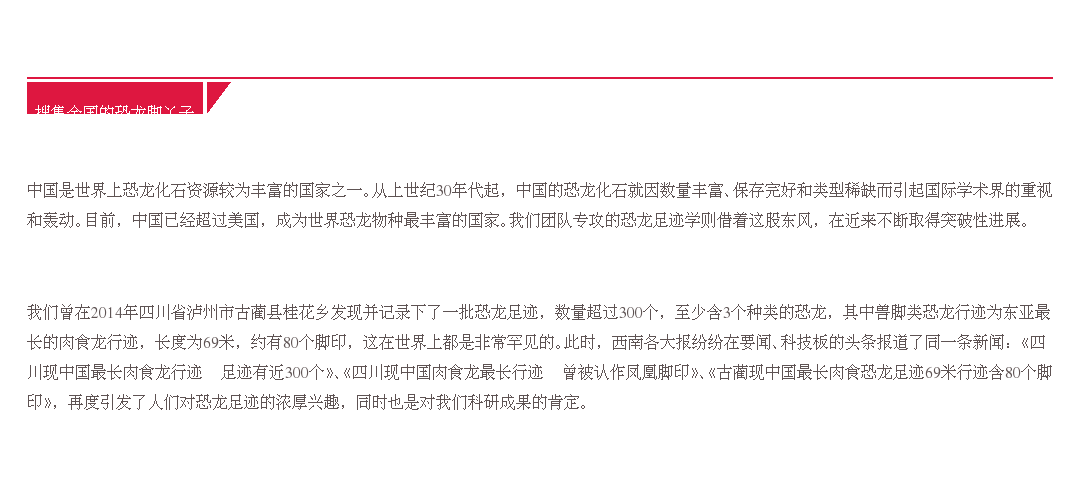 搜集全国的恐龙脚丫子
中国是世界上恐龙化石资源较为丰富的国家之一。从上世纪30年代起，中国的恐龙化石就因数量丰富、保存完好和类型稀缺而引起国际学术界的重视
和轰动。目前，中国已经超过美国，成为世界恐龙物种最丰富的国家。我们团队专攻的恐龙足迹学则借着这股东风，在近来不断取得突破性进展。
我们曾在2014年四川省泸州市古蔺县桂花乡发现并记录下了一批恐龙足迹，数量超过300个，至少含3个种类的恐龙，其中兽脚类恐龙行迹为东亚最
长的肉食龙行迹，长度为69米，约有80个脚印，这在世界上都是非常罕见的。此时，西南各大报纷纷在要闻、科技板的头条报道了同一条新闻：《四
川现中国最长肉食龙行迹 足迹有近300个》、《四川现中国肉食龙最长行迹 曾被认作凤凰脚印》、《古蔺现中国最长肉食恐龙足迹69米行迹含80个脚
印》，再度引发了人们对恐龙足迹的浓厚兴趣，同时也是对我们科研成果的肯定。